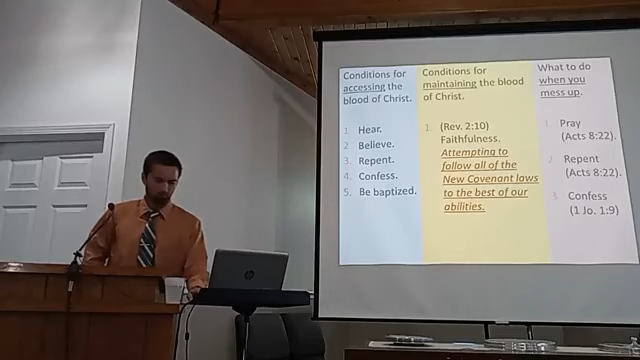 Conditions for
accessing the
blood of Christ.
1 Hear.
2 Believe.
3. Repent.
4. Confess.
5. Be baptized.
Conditions for
maintaining the blood
of Christ.
1. (Rev. 2:10)
Faithfulness.
Attempting to
follow all of the
New Covenant laws
to the best of our
abilities.
What to do
when you
mess up.
1 Pray
(Acts 8:22).
2 Repent
(Acts 8:22).
3 Confess
(1 Jo. 1:9)
hp